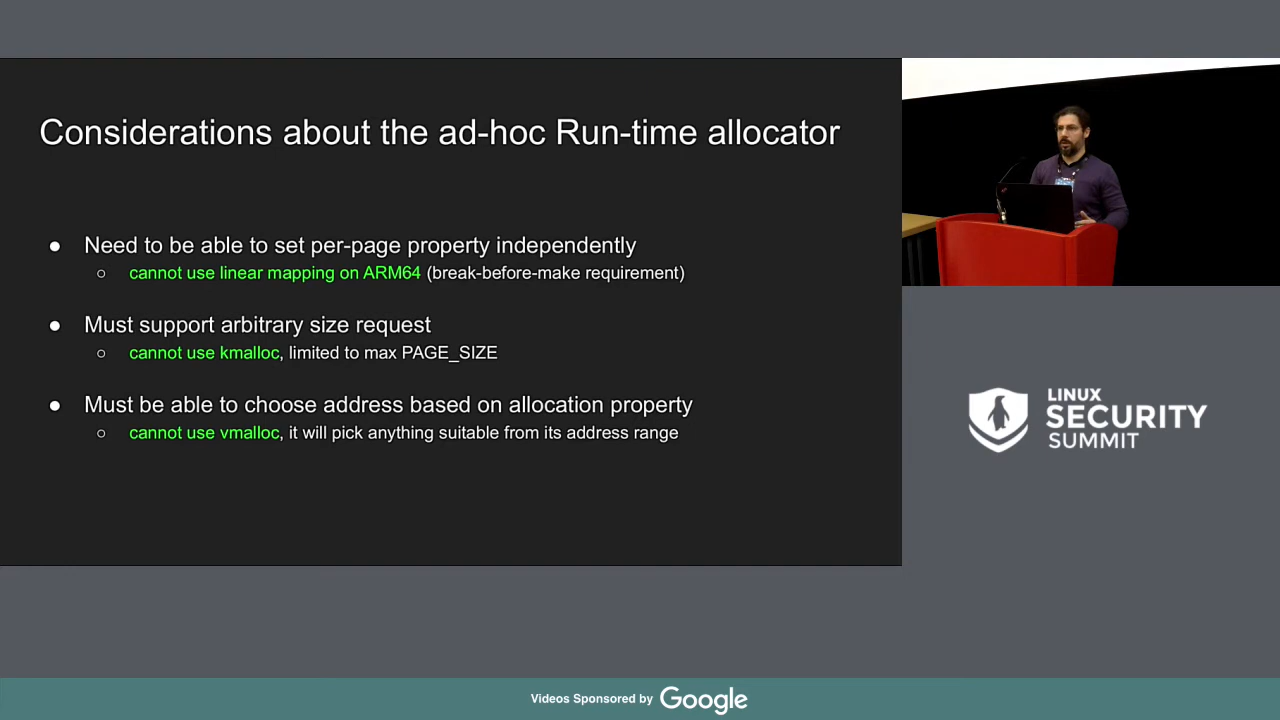 Considerations about the ad-hoc Run-time allocator
● Need to be able to set per-page property independently
○ cannot use linear mapping on ARM64 (break-before-make requirement)
● Must support arbitrary size request
○ cannot use kmalloc, limited to max PAGE_SIZE
● Must be able to choose address based on allocation property
○ cannot use vmalloc, it will pick anything suitable from its address range
LINUX
SECURITY
SUMMIT
Videos Sponsored by Google